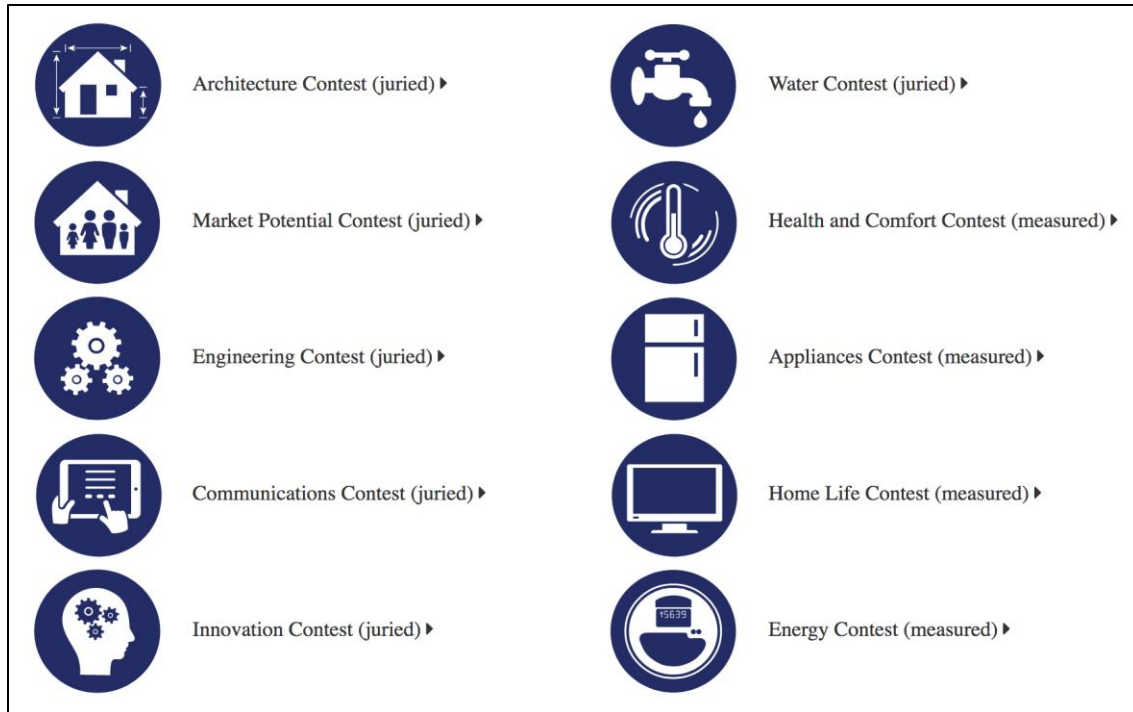 Architecture Contest (juried)
Market Potential Contest (juried)
Engineering Contest (juried)
Communications Contest (juried)
Innovation Contest (juried)
Water Contest (juried)
Health and Comfort Contest (measured)
Appliances Contest (measured)
Home Life Contest (measured)
Energy Contest (measured)
15639